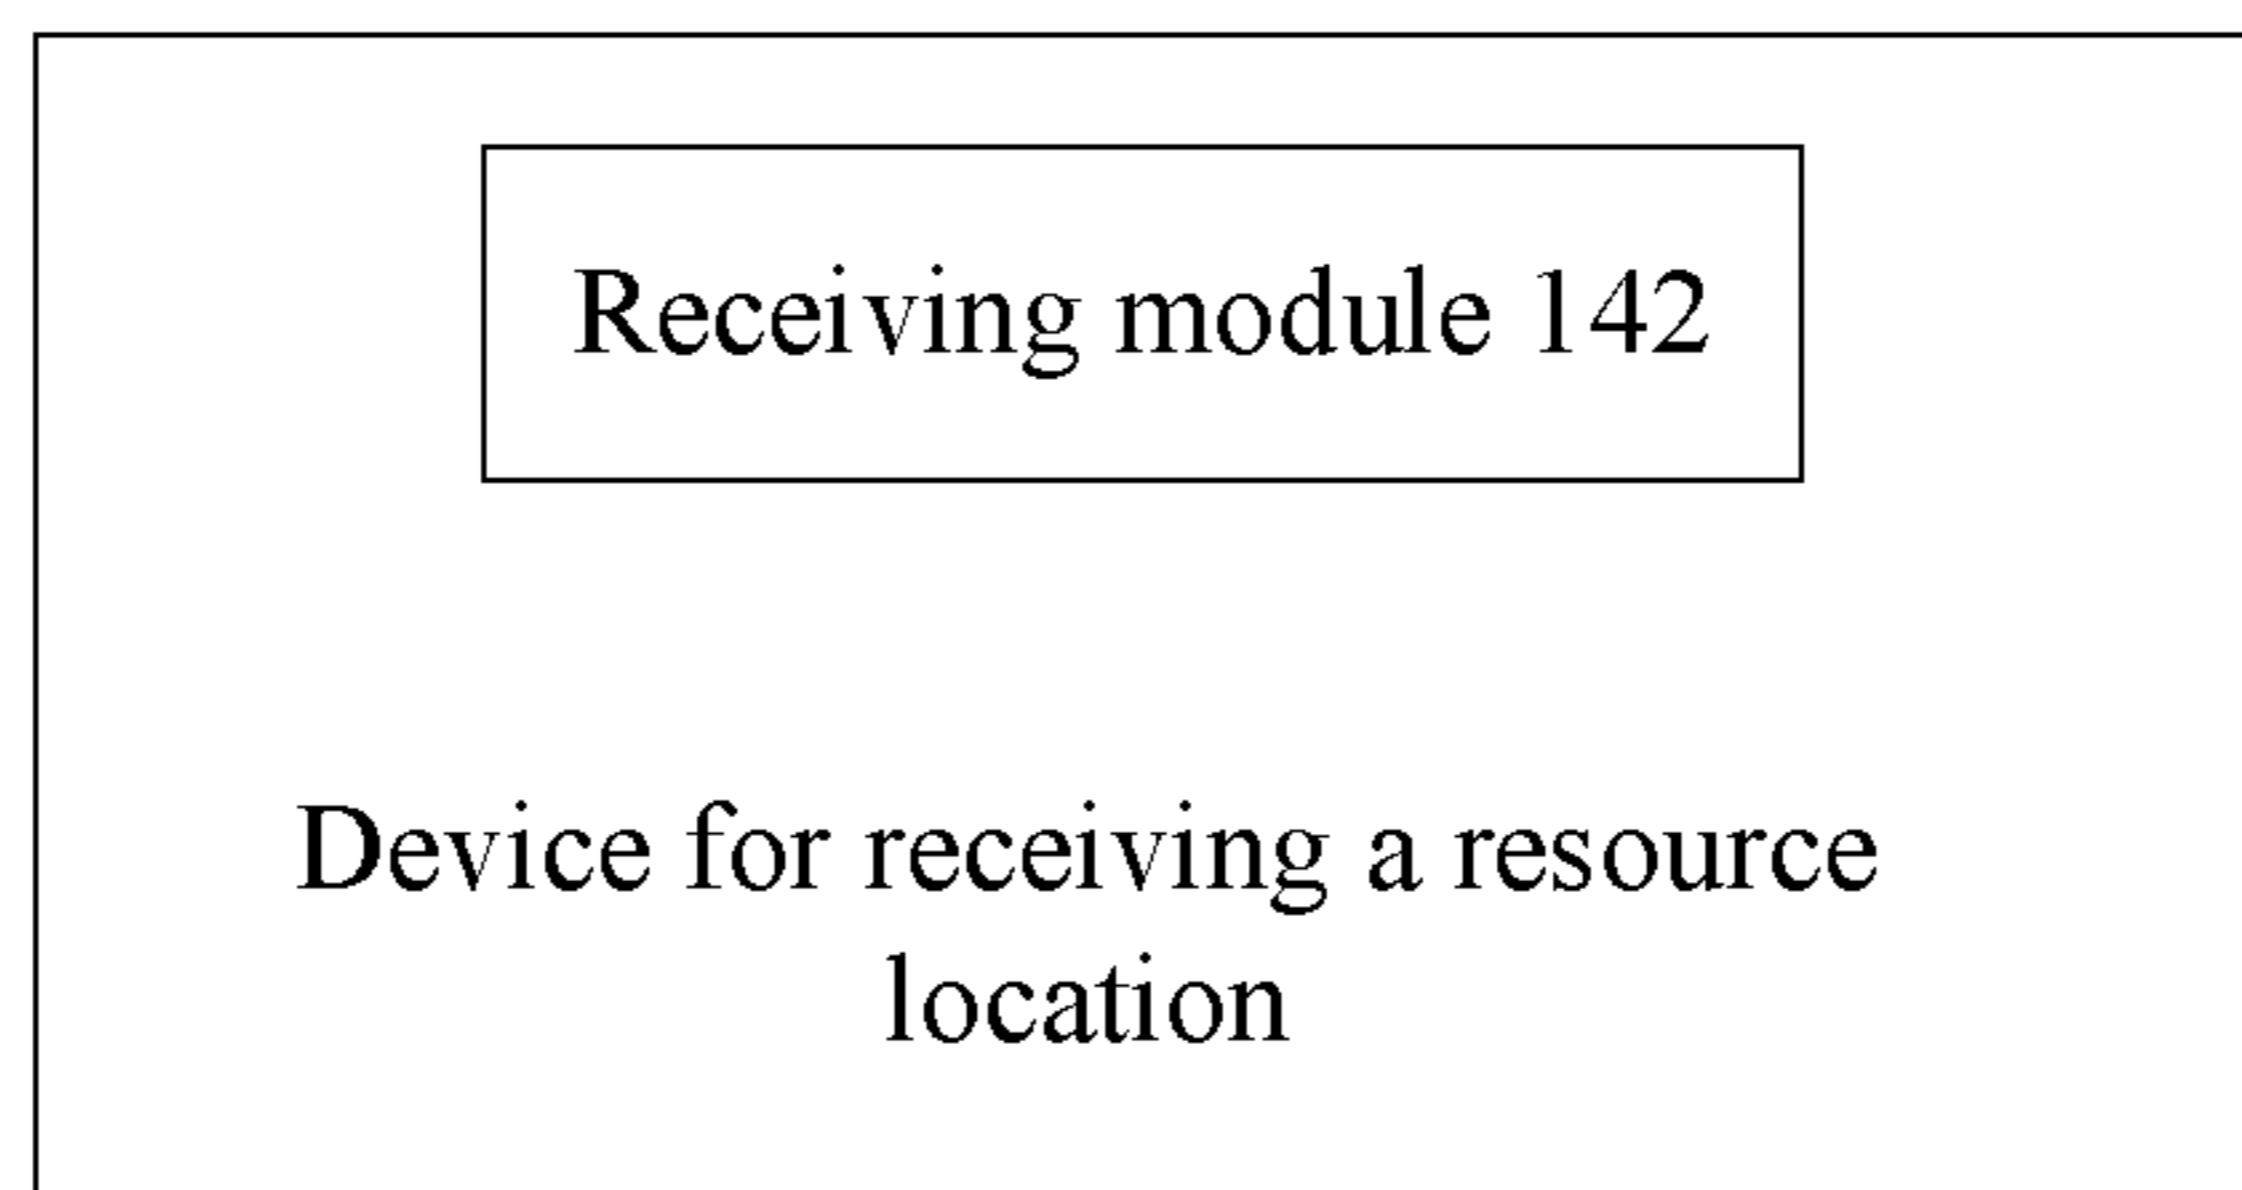 Receiving module 142
Device for receiving a resource
location